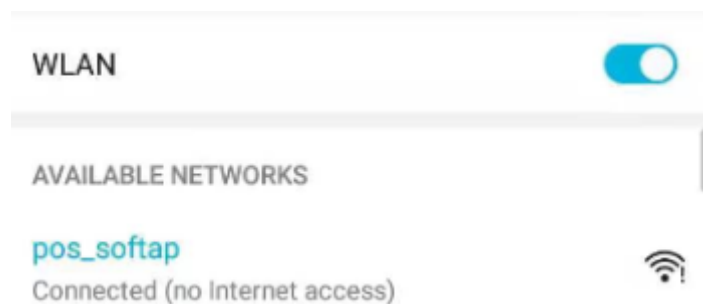 WLAN
AVAILABLE NETWORKS
pos_softap
Connected (no Internet access)